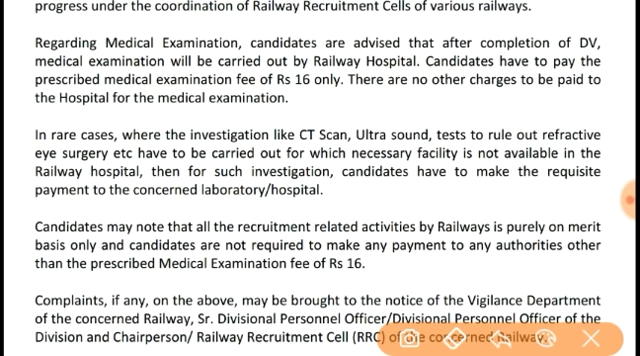 progress under the coordination of Railway Recruitment Cells of various railways.
Regarding Medical Examination, candidates are advised that after completion of DV,
medical examination will be carried out by Railway Hospital. Candidates have to pay the
prescribed medical examination fee of Rs 16 only. There are no other charges to be paid to
the Hospital for the medical examination.
In rare cases, where the investigation like CT Scan, Ultra sound, tests to rule out refractive
eye surgery etc have to be carried out for which necessary facility is not available in the
Railway hospital, then for such investigation, candidates have to make the requisite
payment to the concerned laboratory/hospital.
Candidates may note that all the recruitment related activities by Railways is purely on merit
basis only and candidates are not required to make any payment to any authorities other
than the prescribed Medical Examination fee of Rs 16.
Complaints, if any, on the above, may be brought to the notice of the Vigilance Department
of the concerned Railway, Sr. Divisional Personnel Officer/Divisional Personnel Officer of the
Division and Chairperson/ Railway Recruitment Cell (RRC) of the concerned Railway.